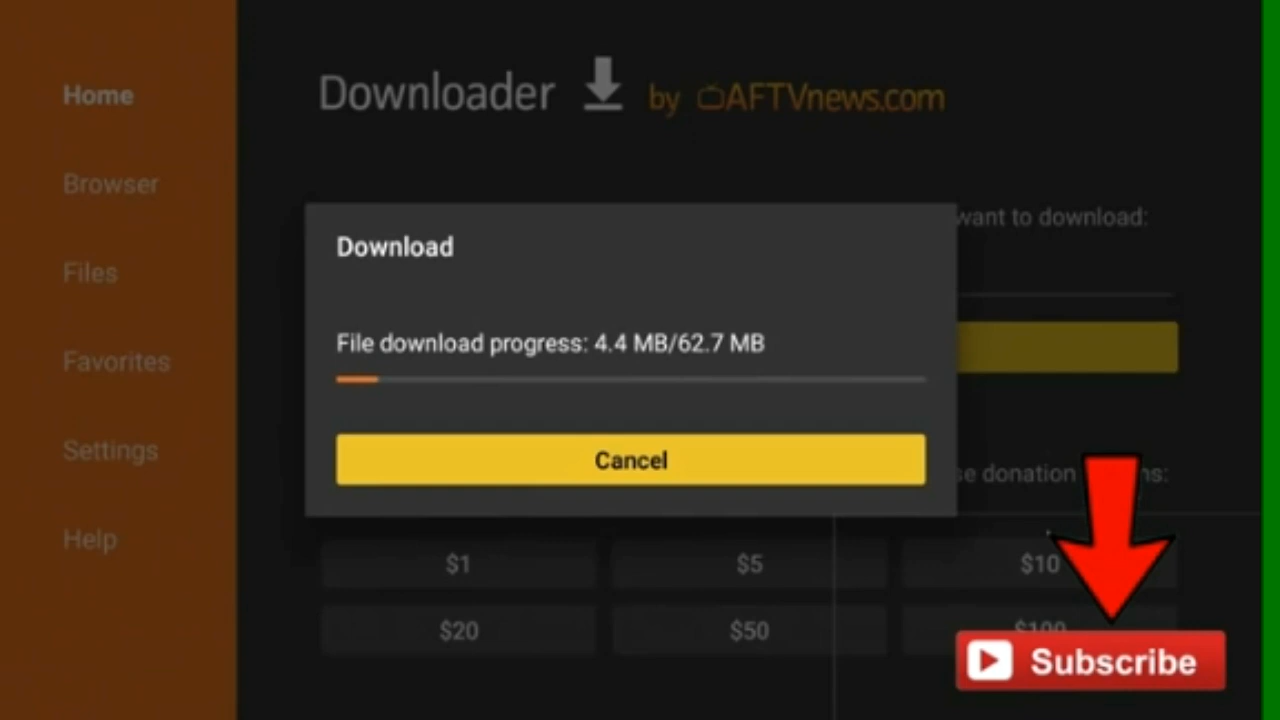 Home
Browser
Files
Favorites
Settings
Help
Downloader by AFTVnews.com
want to download:
Download
File download progress: 4.4 MB/62.7 MB
Cancel
donation
$1 $5 $10
$20 $50 $100
Subscribe